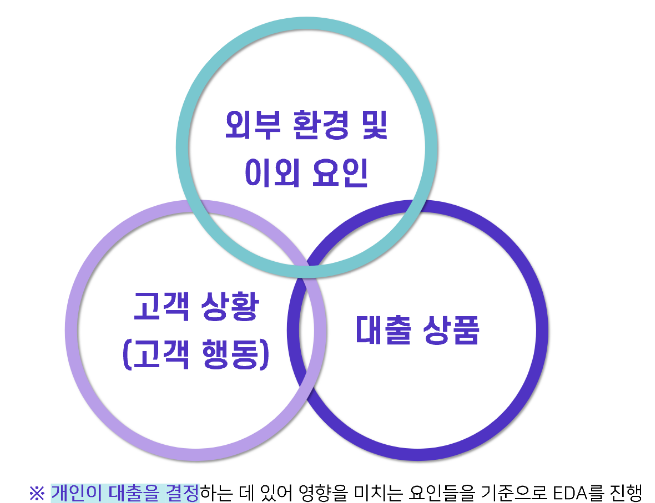 외부 환경 및
이외 요인
고객 상황
(고객 행동)
대출 상품
※ 개인이 대출을 결정하는 데 있어 영향을 미치는 요인들을 기준으로 EDA를 진행